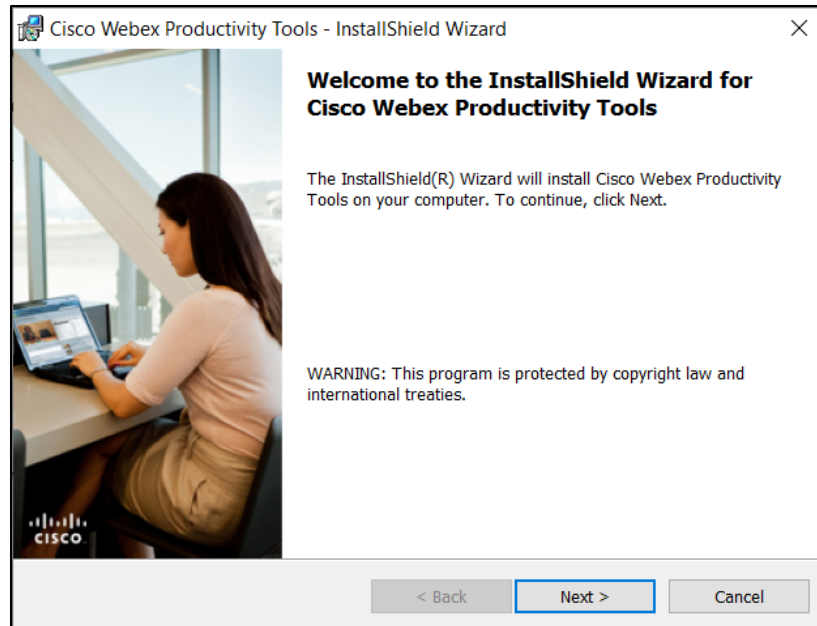 Cisco Webex Productivity Tools - InstallShield Wizard
Welcome to the InstallShield Wizard for
Cisco Webex Productivity Tools
The InstallShield(R) Wizard will install Cisco Webex Productivity
Tools on your computer. To continue, click Next.
WARNING: This program is protected by copyright law and
international treaties.
CISCO
< Back
Next >
Cancel